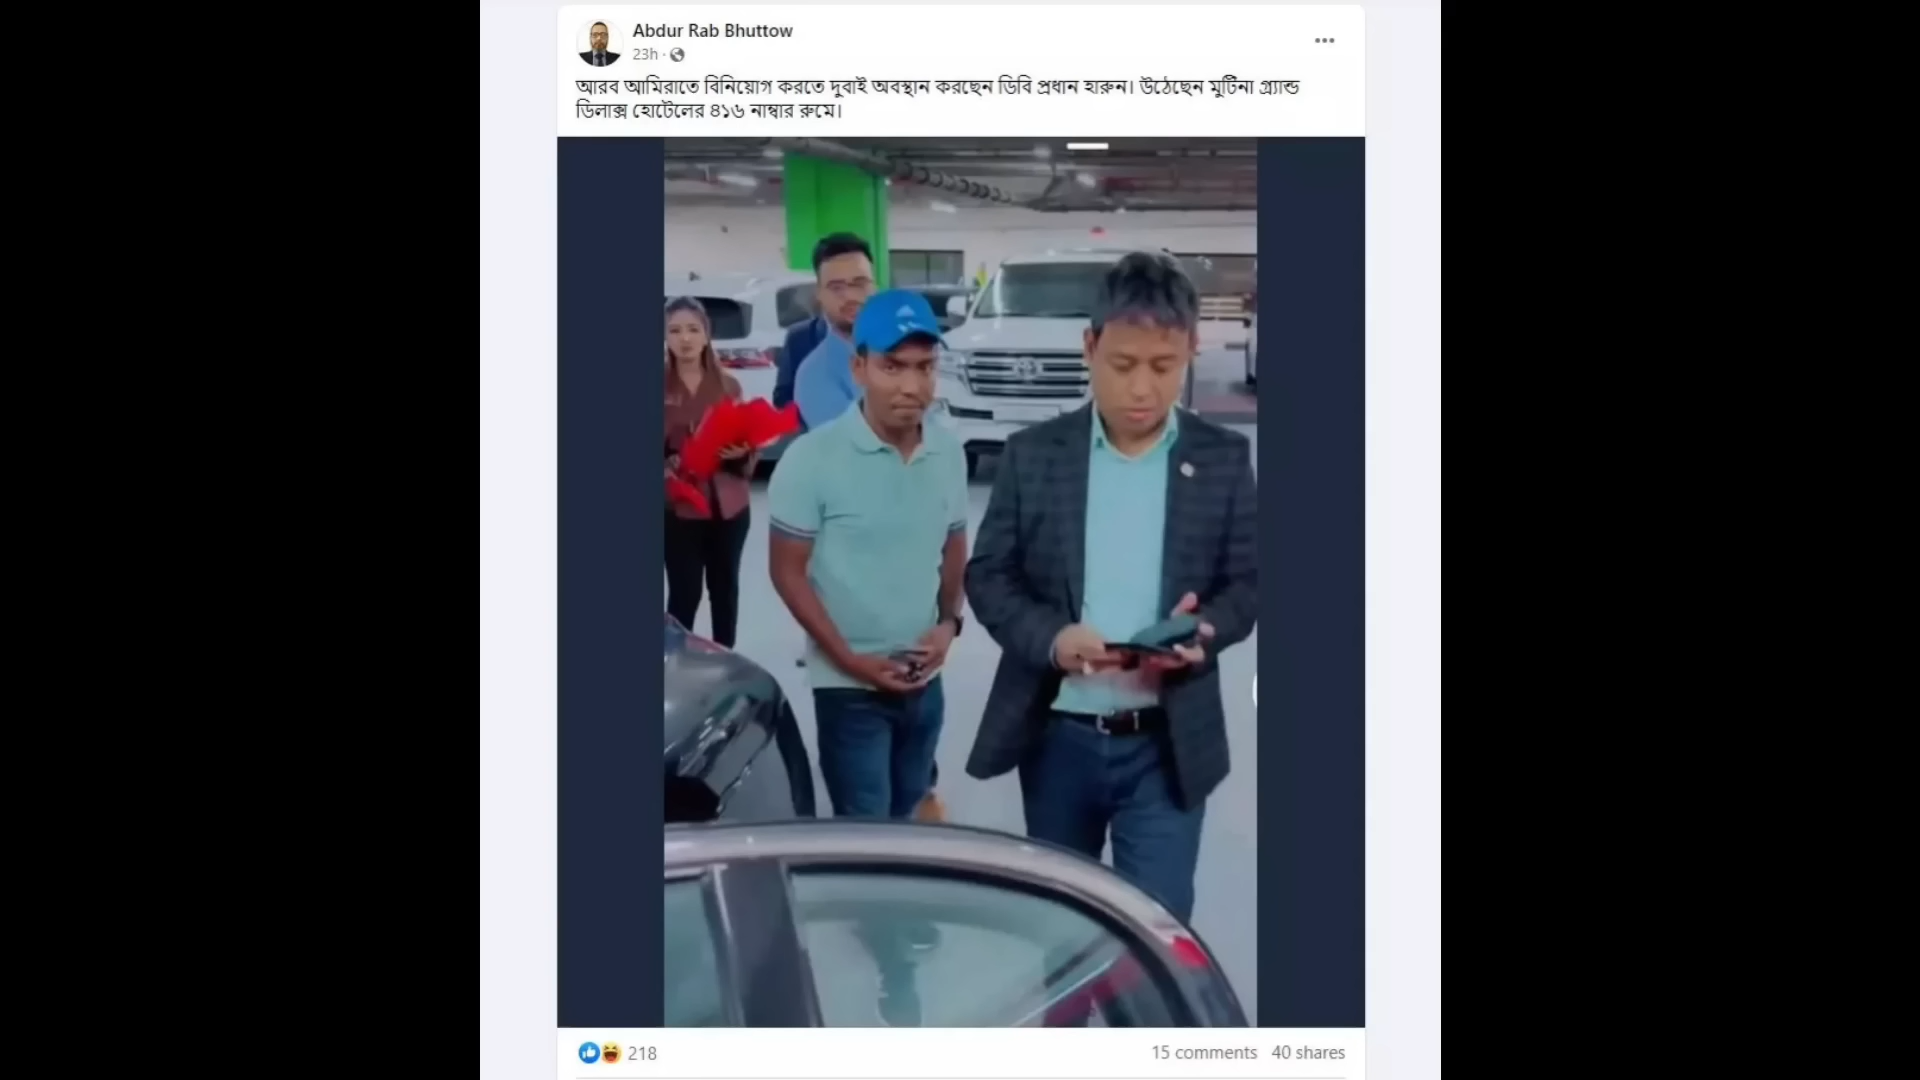 Abdur Rab Bhuttow
23h ·
আরব আমিরাতে বিনিয়োগ করতে দুবাই অবস্থান করছেন ডিবি প্রধান হারুন। উঠেছেন মুটিনা গ্র্যান্ড
ডিলাক্স হোটেলের ৪১৬ নাম্বার রুমে।
218
15 comments 40 shares